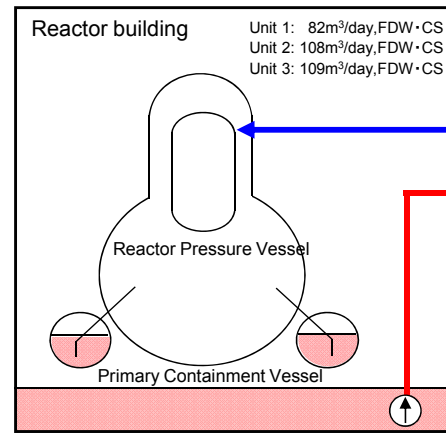 Reactor building
Unit 1: 82m³/day,FDW・CS
Unit 2: 108m³/day,FDW・CS
Unit 3: 109m³/day,FDW・CS
Reactor Pressure Vessel
Primary Containment Vessel